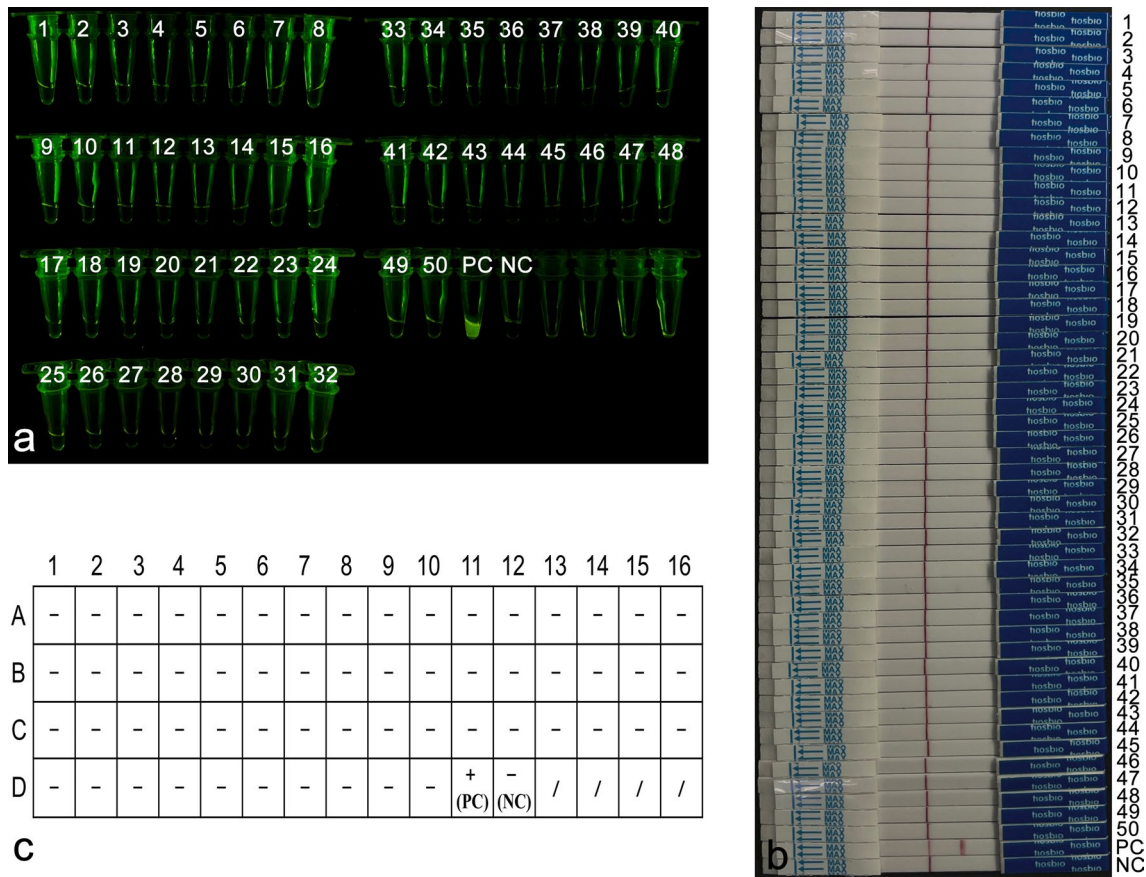 1 2 3 4 5 6 7 8
33 34 35 36 37 38 39 40
9 10 11 12 13 14 15 16
41 42 43 44 45 46 47 48
17 18 19 20 21 22 23 24
49 50 PC NC
25 26 27 28 29 30 31 32
a
1 2 3 4 5 6 7 8 9 10 11 12 13 14 15 16
A - - - - - - - - - - - - - - - -
B - - - - - - - - - - - - - - - -
C - - - - - - - - - - - - - - - -
D - - - - - - - - - - + - / / / /
(PC) (NC)
c
MAX
tiosbio
1
2
3
4
5
6
7
8
9
10
11
12
13
14
15
16
17
18
19
20
21
22
23
24
25
26
27
28
29
30
31
32
33
34
35
36
37
38
39
40
41
42
43
44
45
46
47
48
49
50
PC
NC
b